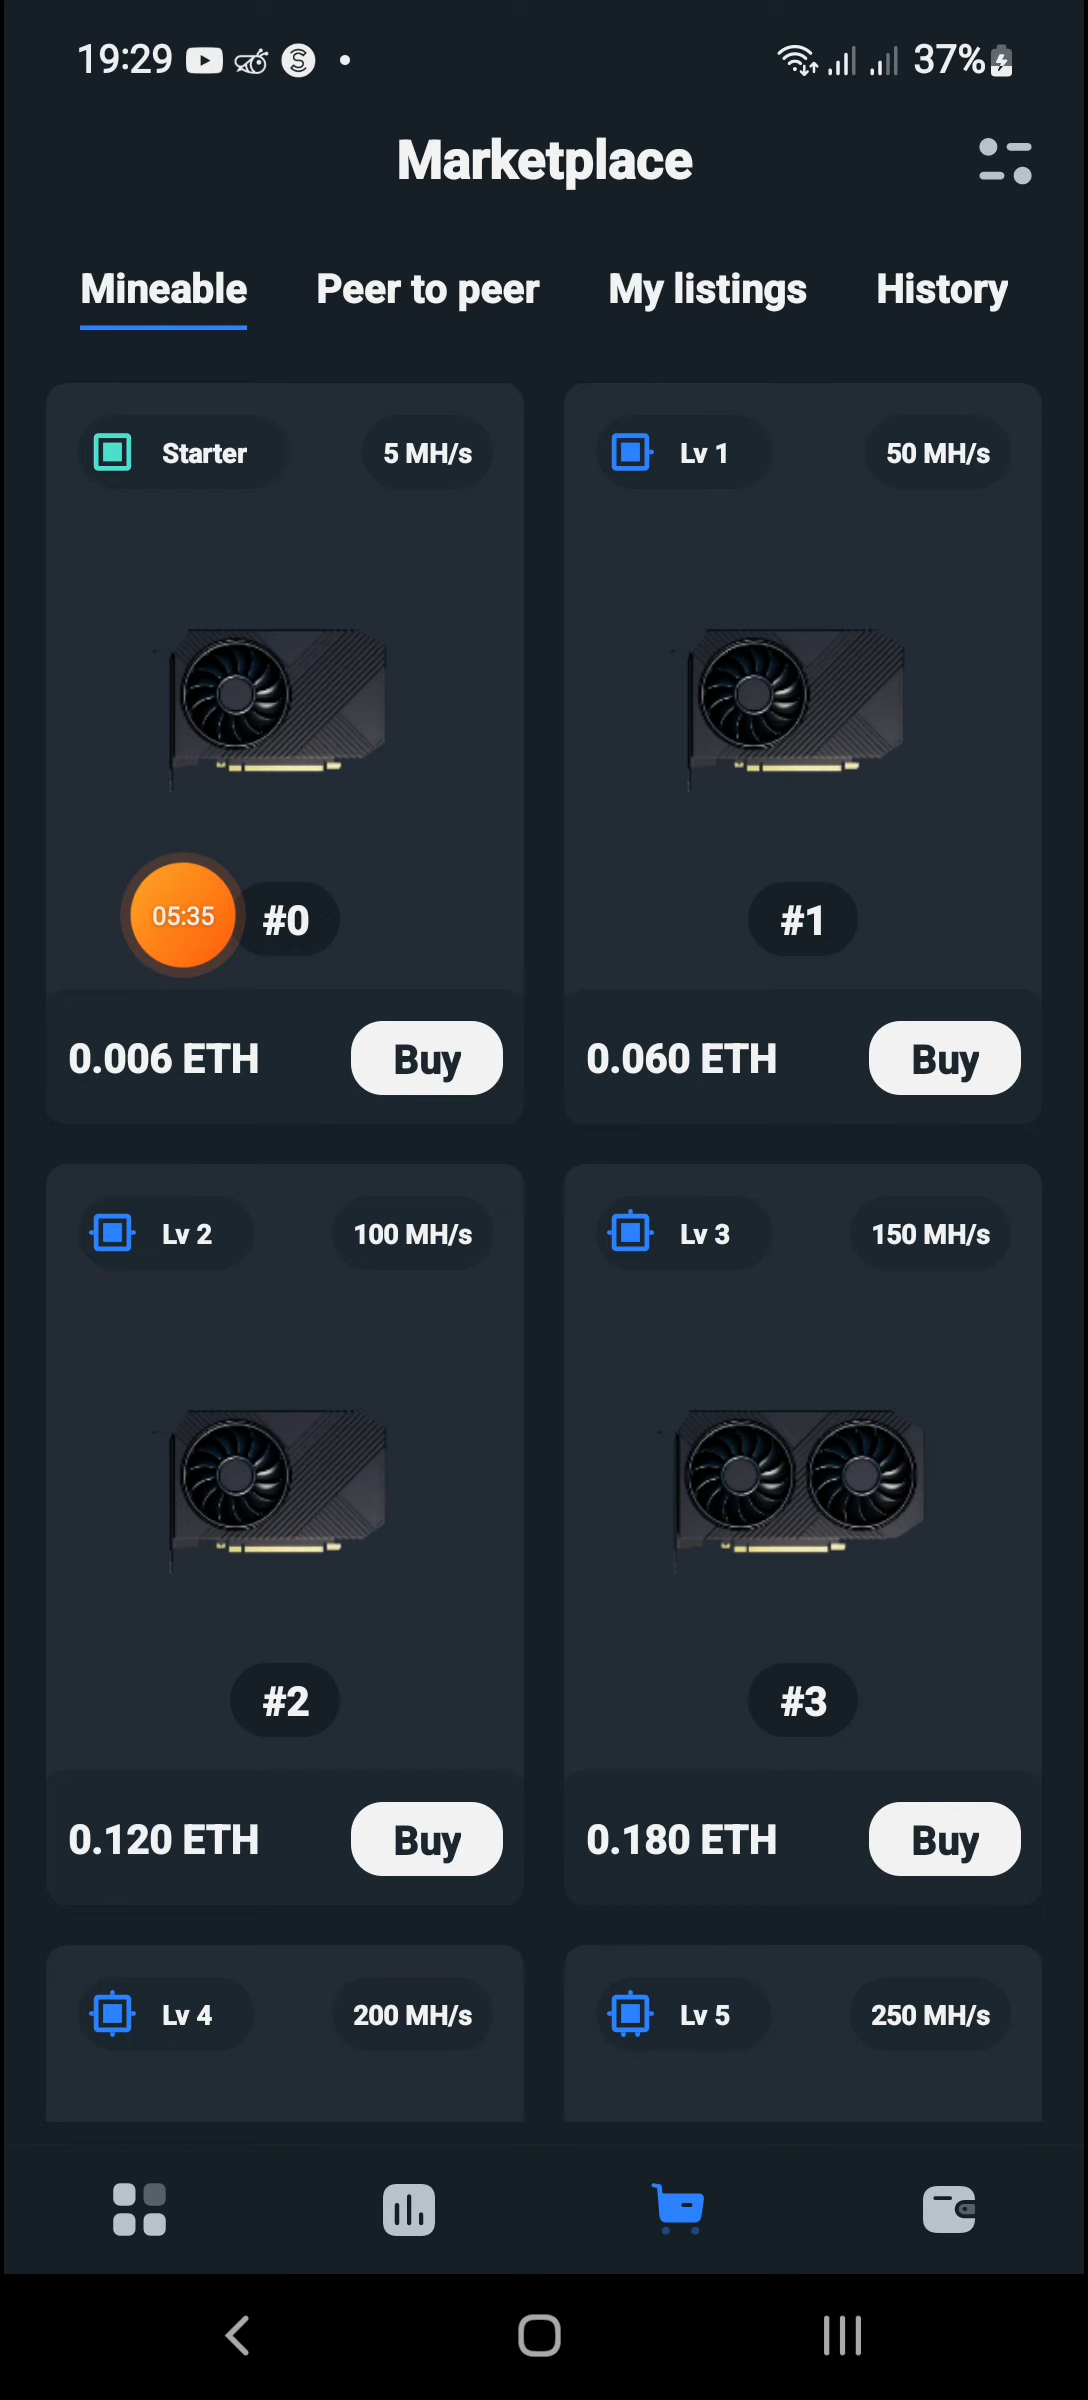 19:29 37%
Marketplace
Mineable Peer to peer My listings History
Starter 5 MH/s Lv 1 50 MH/s
05:35 #0 #1
0.006 ETH Buy 0.060 ETH Buy
Lv 2 100 MH/s Lv 3 150 MH/s
#2 #3
0.120 ETH Buy 0.180 ETH Buy
Lv 4 200 MH/s Lv 5 250 MH/s